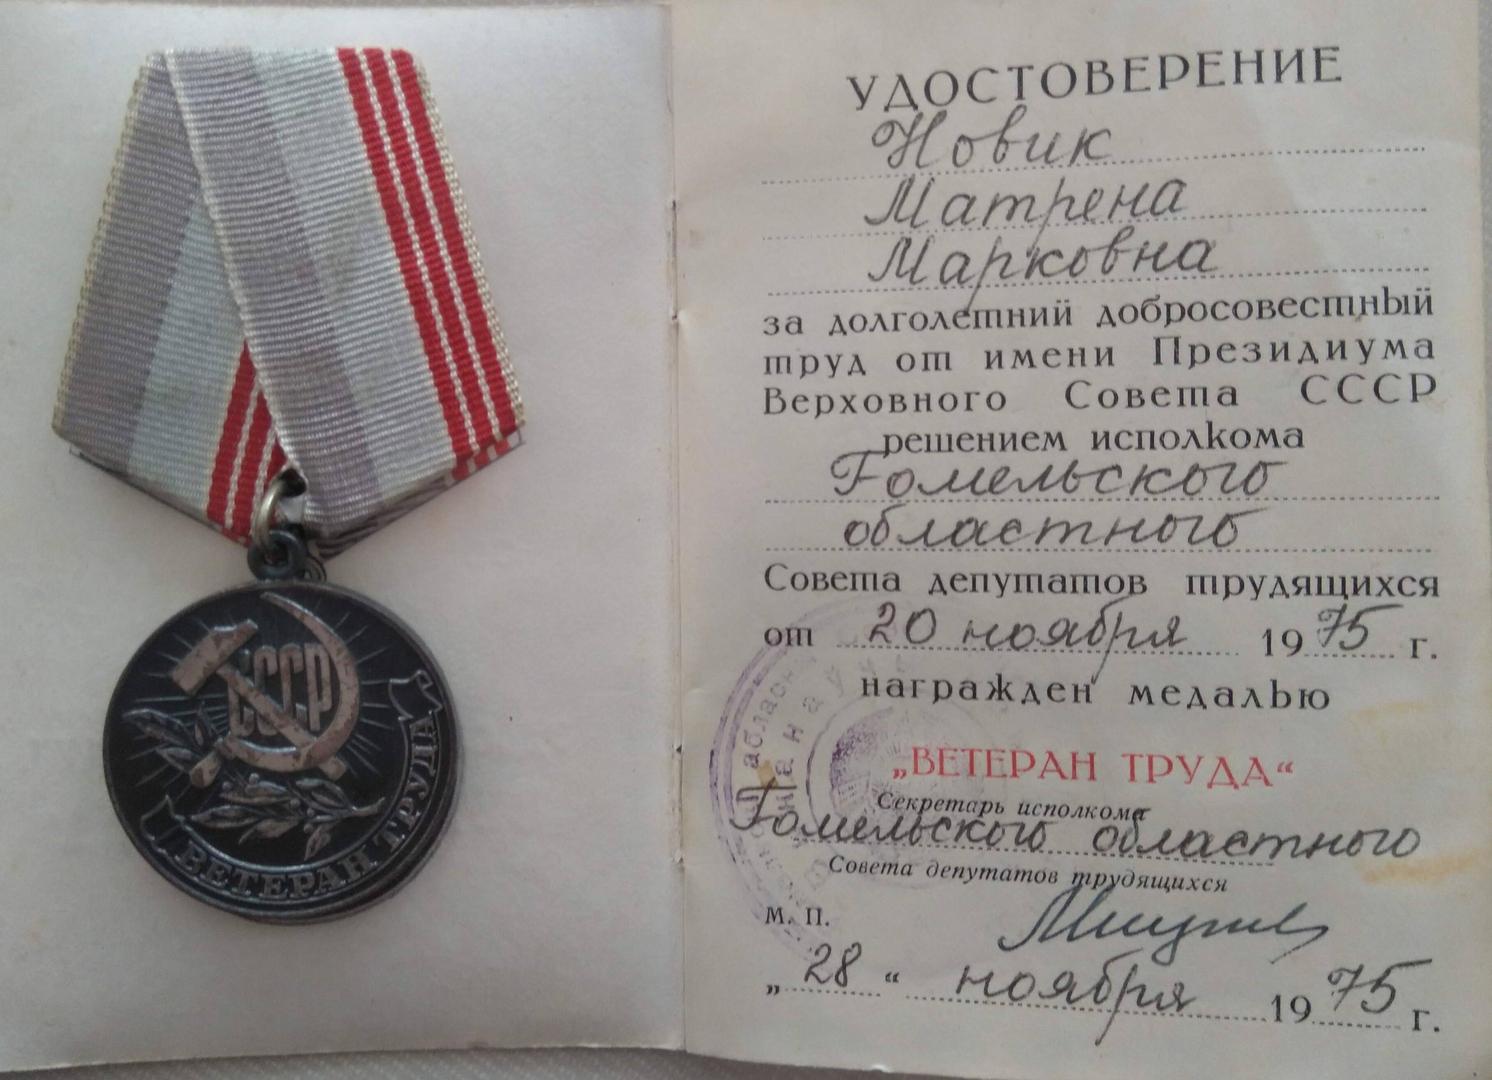 СССР
ВЕТЕРАН ТРУДА
УДОСТОВЕРЕНИЕ
Новик
Матрена
Марковна
за долголетний добросовестный
труд от имени Президиума
Верховного Совета СССР
решением исполкома
Гомельского
областного
Совета депутатов трудящихся
от 20 ноября 1975 г.
награжден медалью
„ВЕТЕРАН ТРУДА“
Секретарь исполкома
Гомельского областного
Совета депутатов трудящихся
М. П.
„28“ ноября 1975 г.